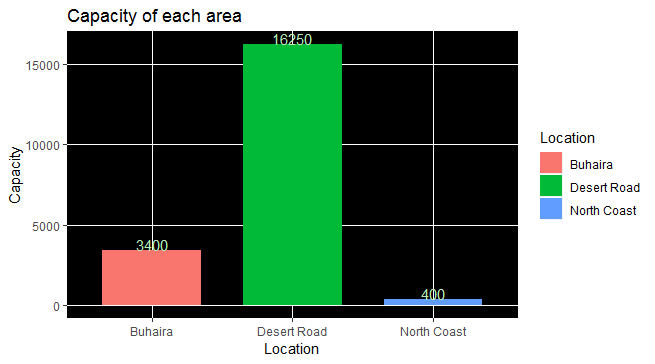 Capacity of each area
Capacity
15000
10000
5000
0
16250
3400
400
Buhaira
Desert Road
North Coast
Location
Location
Buhaira
Desert Road
North Coast